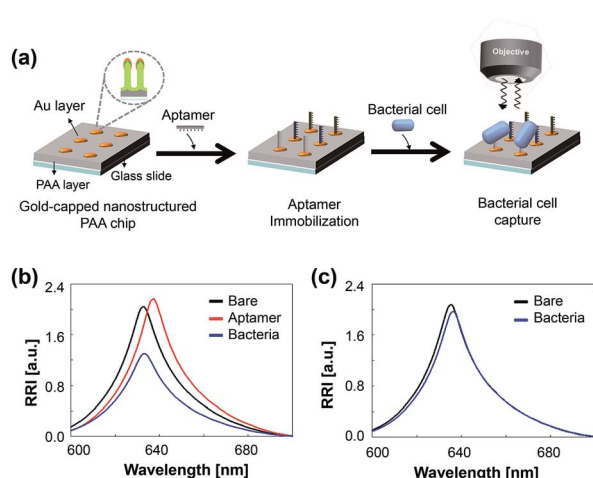 (a)
Objective
Au layer
Aptamer
Bacterial cell
PAA layer
Glass slide
Gold-capped nanostructured
PAA chip
Aptamer
Immobilization
Bacterial cell
capture
(b)
2.4
1.6
0.8
0.0
RRI [a.u.]
Bare
Aptamer
Bacteria
600
640
680
Wavelength [nm]
(c)
2.4
1.6
0.8
0.0
RRI [a.u.]
Bare
Bacteria
600
640
680
Wavelength [nm]